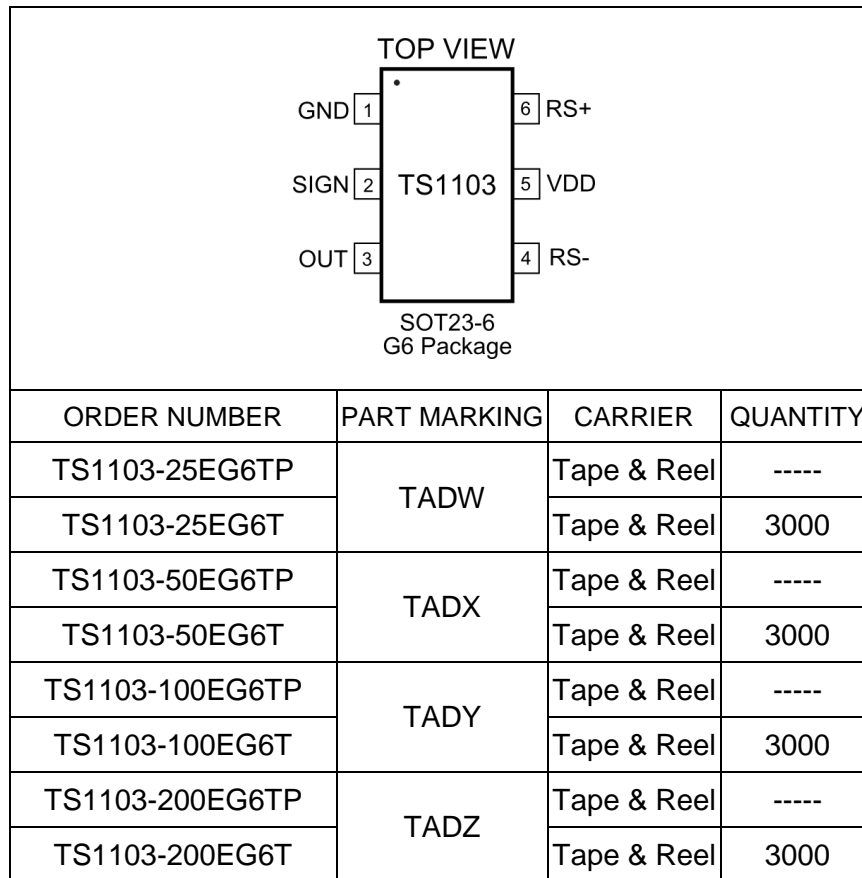 TOP VIEW
GND 1 6 RS+
SIGN 2 TS1103 5 VDD
OUT 3 4 RS-
SOT23-6
G6 Package
ORDER NUMBER PART MARKING CARRIER QUANTITY
TS1103-25EG6TP TADW Tape & Reel -----
TS1103-25EG6T Tape & Reel 3000
TS1103-50EG6TP TADX Tape & Reel -----
TS1103-50EG6T Tape & Reel 3000
TS1103-100EG6TP TADY Tape & Reel -----
TS1103-100EG6T Tape & Reel 3000
TS1103-200EG6TP TADZ Tape & Reel -----
TS1103-200EG6T Tape & Reel 3000